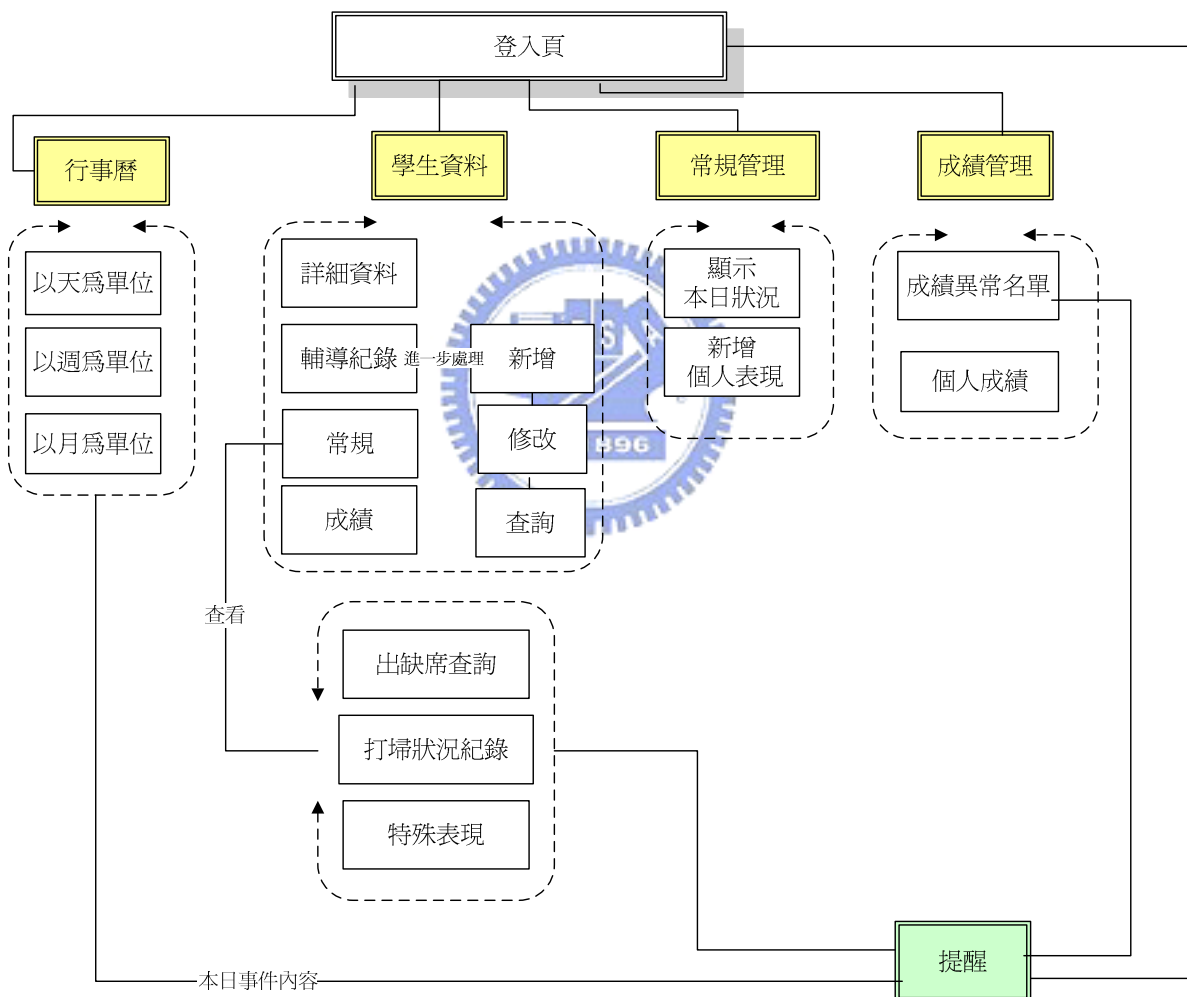 登入頁
行事曆
學生資料
常規管理
成績管理
以天為單位
以週為單位
以月為單位
詳細資料
輔導紀錄
進一步處理
新增
常規
修改
成績
查詢
顯示
本日狀況
新增
個人表現
成績異常名單
個人成績
896
查看
出缺席查詢
打埽狀況紀錄
特殊表現
提醒
本日事件內容